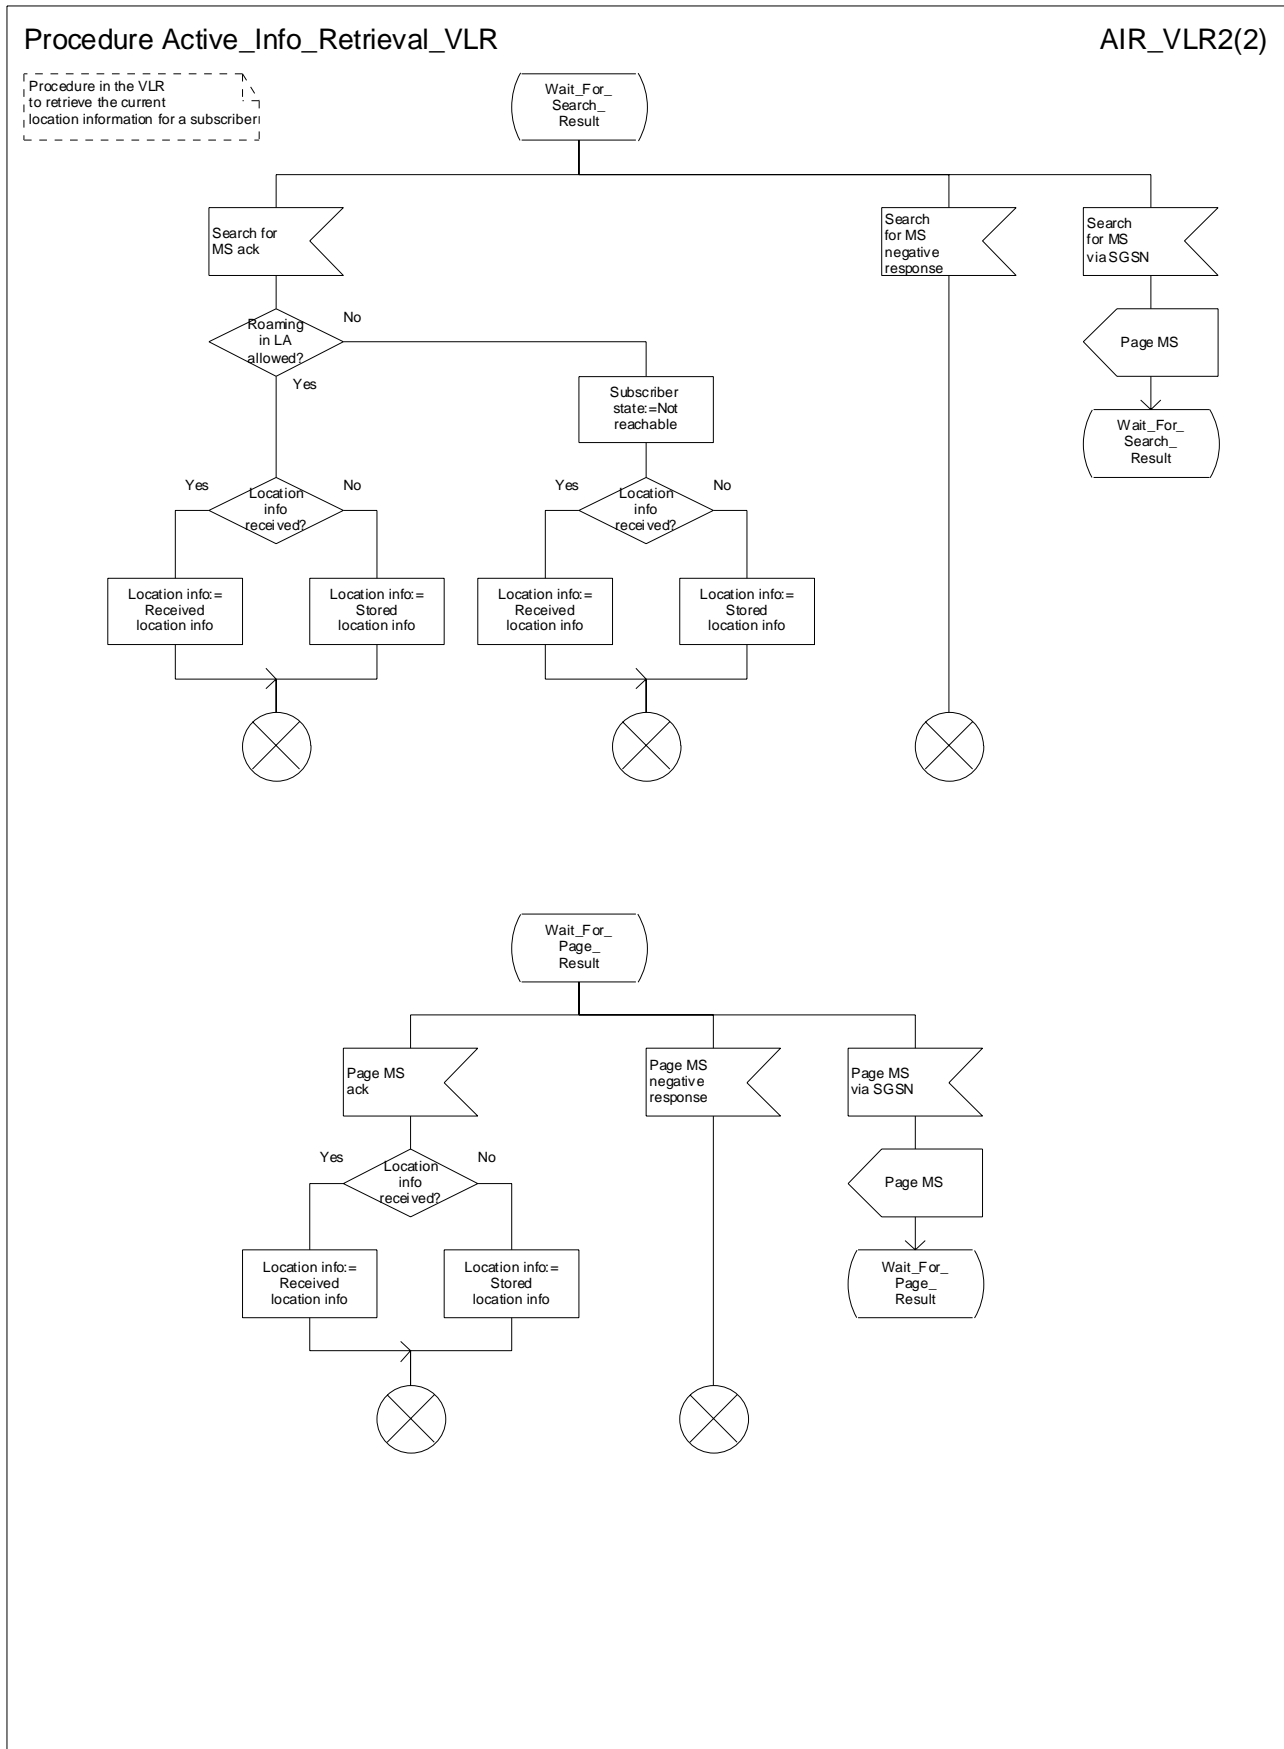 Procedure Active_Info_Retrieval_VLR
AIR_VLR2(2)
Procedure in the VLR
to retrieve the current
location information for a subscriber
Wait_For_
Search_
Result
Search for
MS ack
Search
for MS
negative
response
Search
for MS
via SGSN
Roaming
in LA
allowed?
No
Yes
Page MS
Subscriber
state:=Not
reachable
Wait_For_
Search_
Result
Yes
Location
info
received?
No
Yes
Location
info
received?
No
Location info:=
Received
location info
Location info:=
Stored
location info
Location info:=
Received
location info
Location info:=
Stored
location info
Wait_For_
Page_
Result
Page MS
ack
Page MS
negative
response
Page MS
via SGSN
Yes
Location
info
received?
No
Page MS
Location info:=
Received
location info
Location info:=
Stored
location info
Wait_For_
Page_
Result